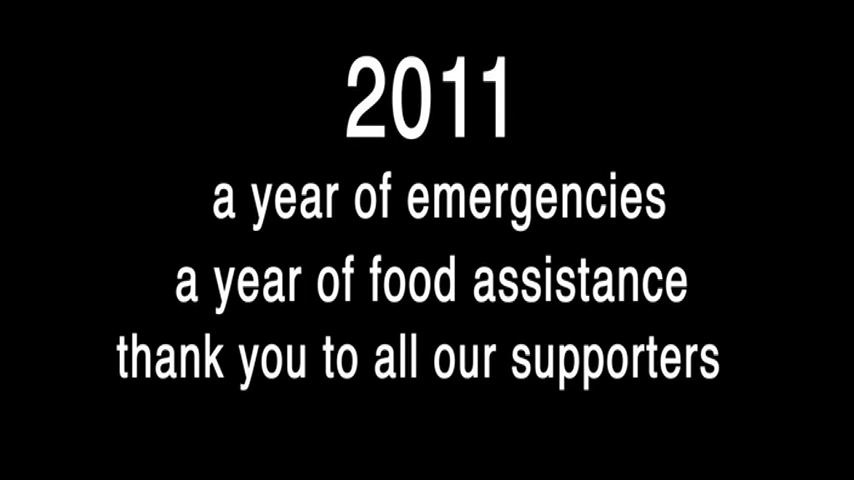 2011
a year of emergencies
a year of food assistance
thank you to all our supporters